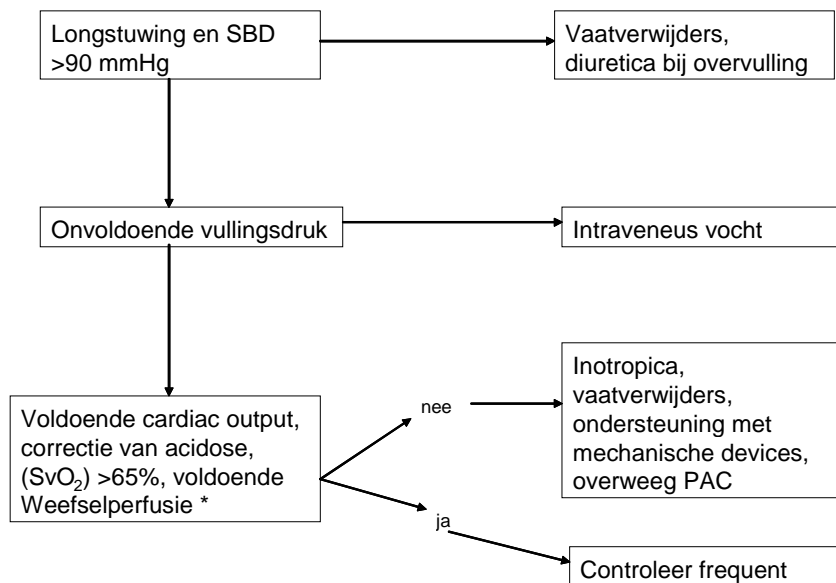 Longstuwing en SBD
>90 mmHg
Vaatverwijders,
diuretica bij overvulling
Onvoldoende vullingsdruk
Intraveneus vocht
Voldoende cardiac output,
correctie van acidose,
(SvO₂) >65%, voldoende
Weefselperfusie *
nee
Inotropica,
vaatverwijders,
ondersteuning met
mechanische devices,
overweeg PAC
ja
Controleer frequent